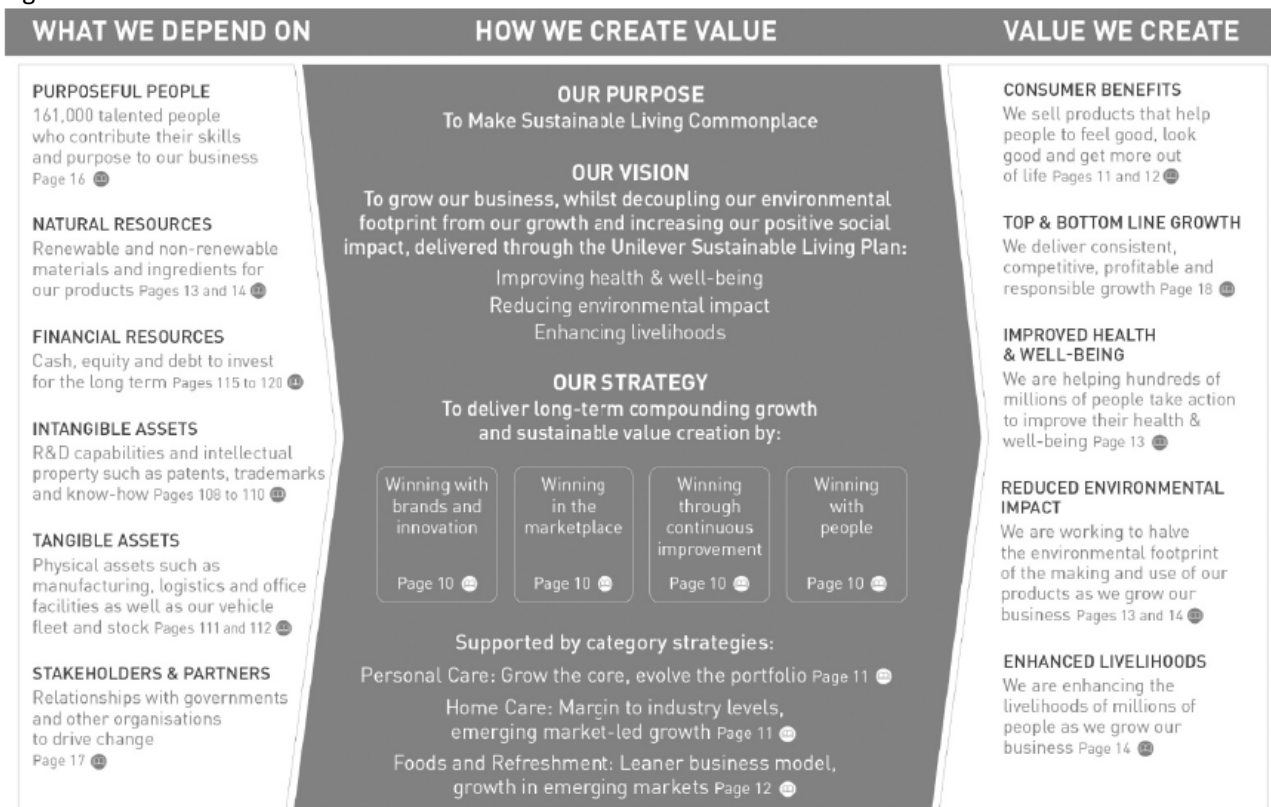 WHAT WE DEPEND ON
HOW WE CREATE VALUE
VALUE WE CREATE
PURPOSEFUL PEOPLE
161,000 talented people
who contribute their skills
and purpose to our business
Page 16
NATURAL RESOURCES
Renewable and non-renewable
materials and ingredients for
our products Pages 13 and 14
FINANCIAL RESOURCES
Cash, equity and debt to invest
for the long term Pages 115 to 120
INTANGIBLE ASSETS
R&D capabilities and intellectual
property such as patents, trademarks
and know-how Pages 108 to 110
TANGIBLE ASSETS
Physical assets such as
manufacturing, logistics and office
facilities as well as our vehicle
fleet and stock Pages 111 and 112
STAKEHOLDERS & PARTNERS
Relationships with governments
and other organisations
to drive change
Page 17
OUR PURPOSE
To Make Sustainable Living Commonplace
OUR VISION
To grow our business, whilst decoupling our environmental
footprint from our growth and increasing our positive social
impact, delivered through the Unilever Sustainable Living Plan:
Improving health & well-being
Reducing environmental impact
Enhancing livelihoods
OUR STRATEGY
To deliver long-term compounding growth
and sustainable value creation by:
Winning with
brands and
innovation
Page 10
Winning
in the
marketplace
Page 10
Winning
through
continuous
improvement
Page 10
Winning
with
people
Page 10
Supported by category strategies:
Personal Care: Grow the core, evolve the portfolio Page 11
Home Care: Margin to industry levels,
emerging market-led growth Page 11
Foods and Refreshment: Leaner business model,
growth in emerging markets Page 12
CONSUMER BENEFITS
We sell products that help
people to feel good, look
good and get more out
of life Pages 11 and 12
TOP & BOTTOM LINE GROWTH
We deliver consistent,
competitive, profitable and
responsible growth Page 18
IMPROVED HEALTH
& WELL-BEING
We are helping hundreds of
millions of people take action
to improve their health &
well-being Page 13
REDUCED ENVIRONMENTAL
IMPACT
We are working to halve
the environmental footprint
of the making and use of our
products as we grow our
business Pages 13 and 14
ENHANCED LIVELIHOODS
We are enhancing the
livelihoods of millions of
people as we grow our
business Page 14